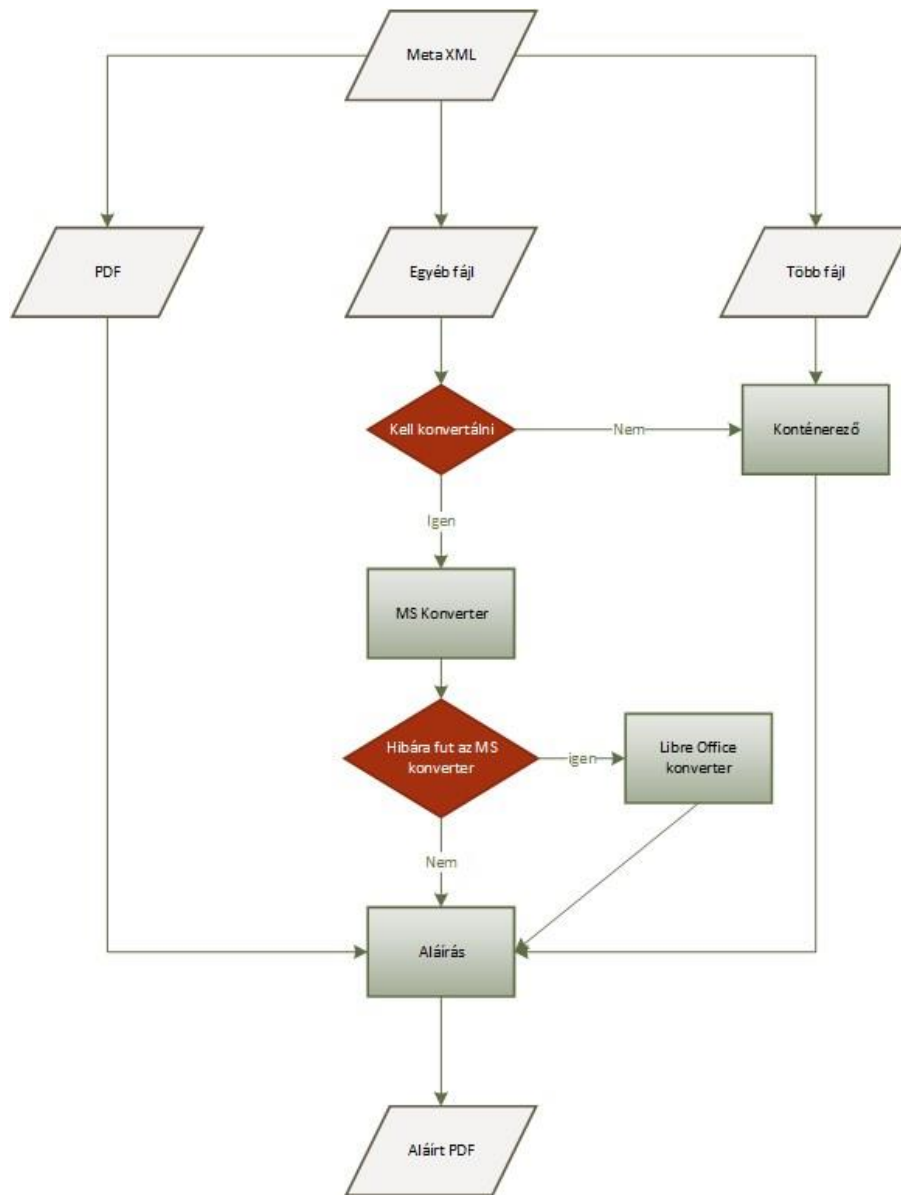 Meta XML
PDF
Egyéb fájl
Több fájl
Kell konvertálni
Nem
Konténerező
Igen
MS Konverter
Hibára fut az MS
konverter
igen
Libre Office
konverter
Nem
Aláírás
Aláírt PDF